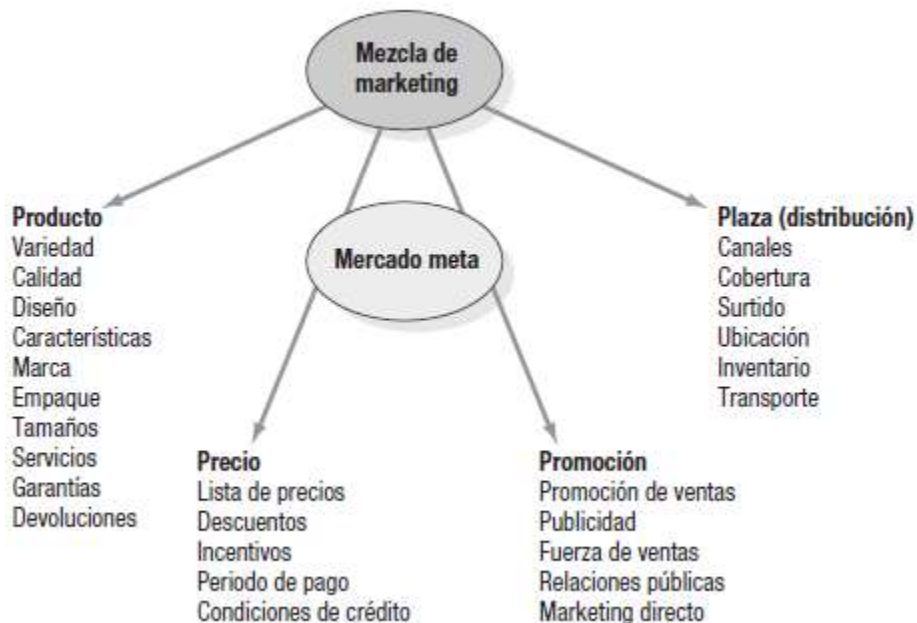 Mezcla de
marketing
Mercado meta
Producto
Variedad
Calidad
Diseño
Características
Marca
Empaque
Tamaños
Servicios
Garantías
Devoluciones
Precio
Lista de precios
Descuentos
Incentivos
Periodo de pago
Condiciones de crédito
Promoción
Promoción de ventas
Publicidad
Fuerza de ventas
Relaciones públicas
Marketing directo
Plaza (distribución)
Canales
Cobertura
Surtido
Ubicación
Inventario
Transporte